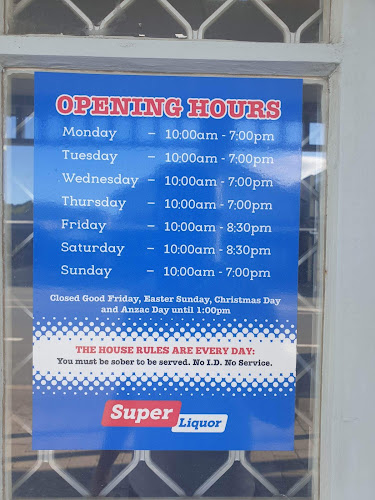 OPENING HOURS
Monday – 10:00am - 7:00pm
Tuesday – 10:00am - 7:00pm
Wednesday – 10:00am - 7:00pm
Thursday – 10:00am - 7:00pm
Friday – 10:00am - 8:30pm
Saturday – 10:00am - 8:30pm
Sunday – 10:00am - 7:00pm
Closed Good Friday, Easter Sunday, Christmas Day
and Anzac Day until 1:00pm
THE HOUSE RULES ARE EVERY DAY:
You must be sober to be served. No I.D. No Service.
Super
Liquor